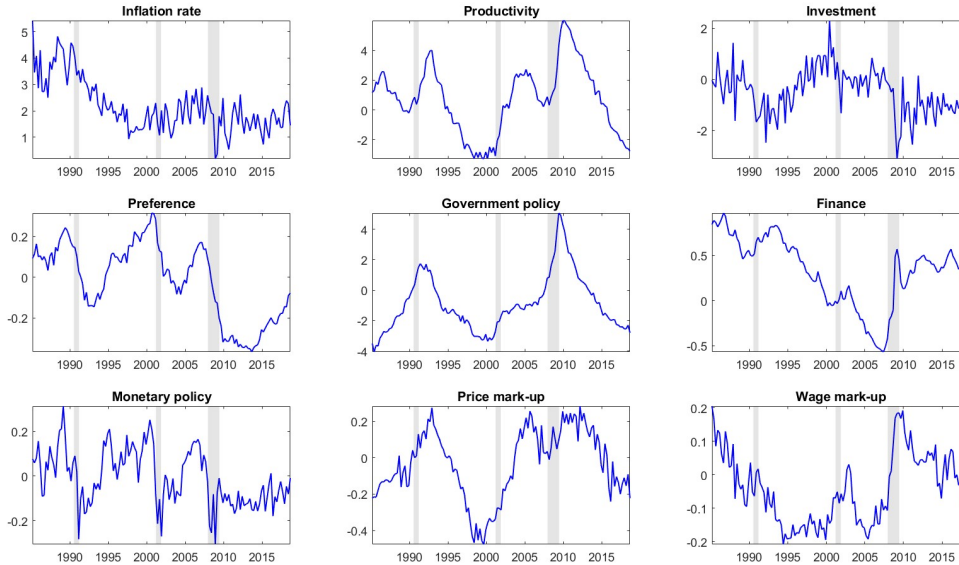 Inflation rate
5
4
3
2
1
1990 1995 2000 2005 2010 2015
Productivity
4
2
0
-2
1990 1995 2000 2005 2010 2015
Investment
2
0
-2
1990 1995 2000 2005 2010 2015
Preference
0.2
0
-0.2
1990 1995 2000 2005 2010 2015
Government policy
4
2
0
-2
-4
1990 1995 2000 2005 2010 2015
Finance
0.5
0
-0.5
1990 1995 2000 2005 2010 2015
Monetary policy
0.2
0
-0.2
1990 1995 2000 2005 2010 2015
Price mark-up
0.2
0
-0.2
-0.4
1990 1995 2000 2005 2010 2015
Wage mark-up
0.2
0.1
0
-0.1
-0.2
1990 1995 2000 2005 2010 2015